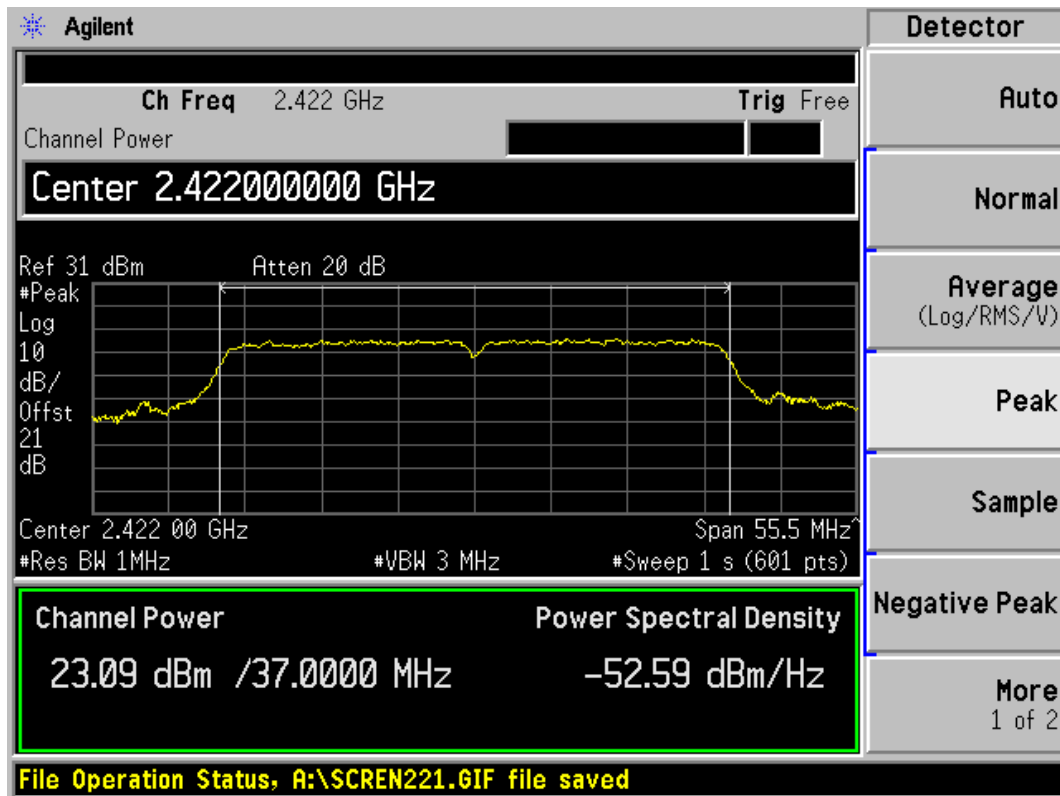 Agilent
Detector
Ch Freq 2.422 GHz Trig Free
Channel Power
Center 2.422000000 GHz
Ref 31 dBm Atten 20 dB
#Peak
Log
10
dB/
Offst
21
dB
Center 2.422 00 GHz Span 55.5 MHz^
#Res BW 1MHz #VBW 3 MHz #Sweep 1 s (601 pts)
Channel Power Power Spectral Density
23.09 dBm /37.0000 MHz -52.59 dBm/Hz
File Operation Status, A:\SCREN221.GIF file saved
Auto
Normal
Average
(Log/RMS/V)
Peak
Sample
Negative Peak
More
1 of 2